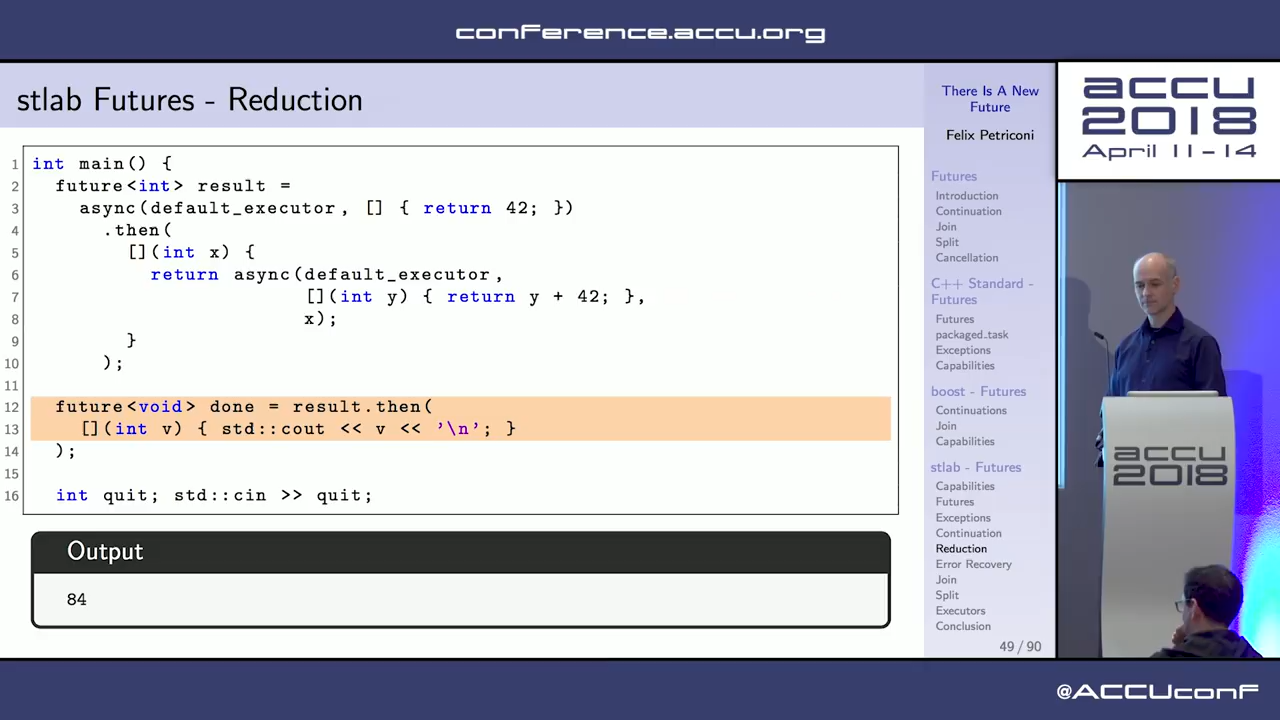 conference.accu.org
stlab Futures - Reduction
1 int main() {
2 future<int> result =
3 async(default_executor, [] { return 42; })
4 .then(
5 [](int x) {
6 return async(default_executor,
7 [](int y) { return y + 42; },
8 x);
9 }
10 );
11
12 future<void> done = result.then(
13 [](int v) { std::cout << v << '\n'; }
14 );
15
16 int quit; std::cin >> quit;
Output
84
There Is A New
Future
Felix Petriconi
Futures
Introduction
Continuation
Join
Split
Cancellation
C++ Standard -
Futures
Futures
packaged_task
Exceptions
Capabilities
boost - Futures
Continuations
Join
Capabilities
stlab - Futures
Capabilities
Futures
Exceptions
Continuation
Reduction
Error Recovery
Join
Split
Executors
Conclusion
49 / 90
accu
2018
April 11-14
accu
2018
@ACCUconf